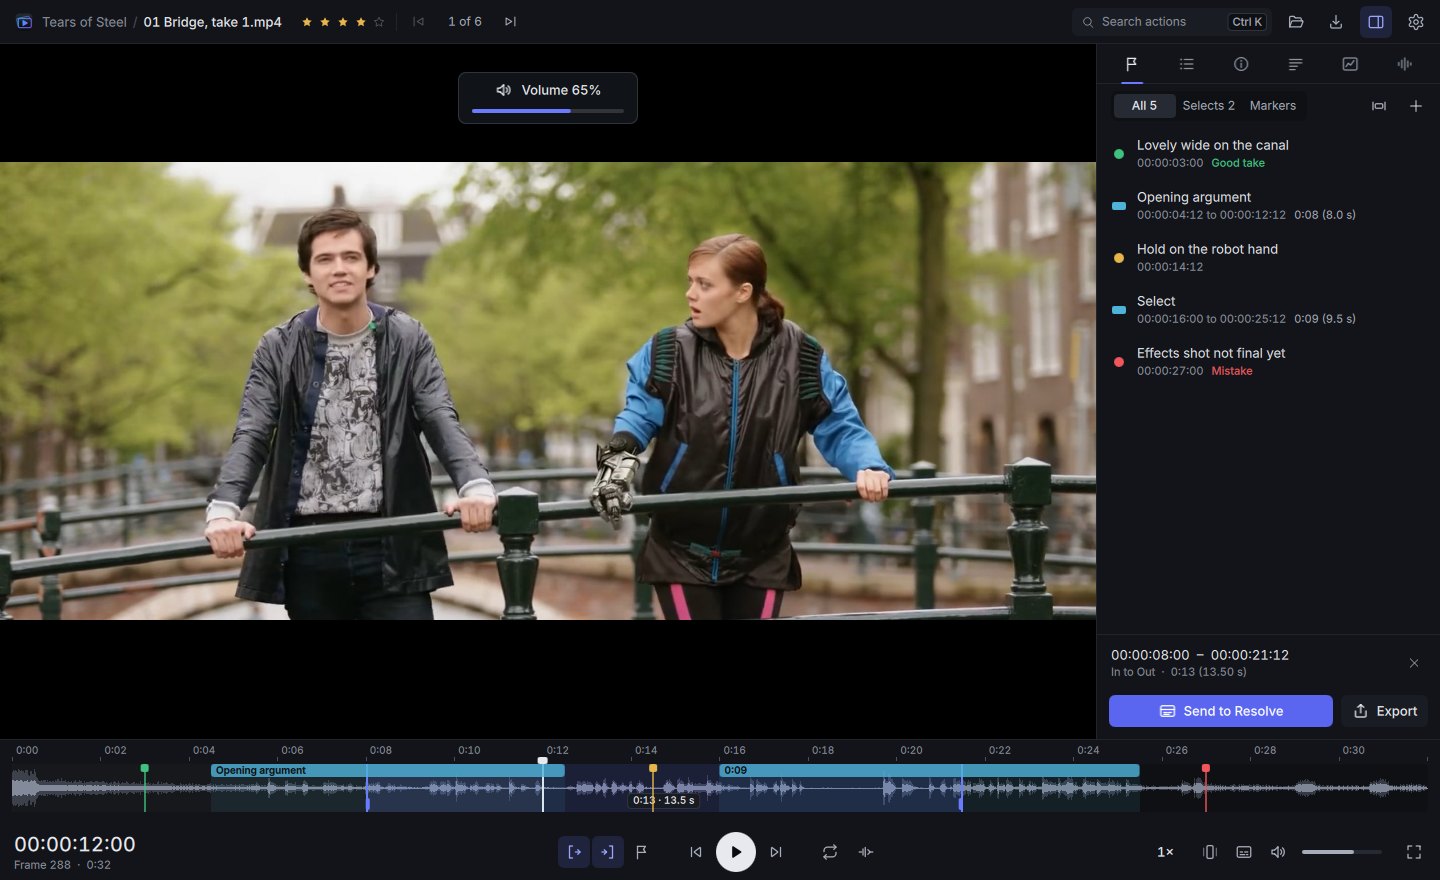 Tears of Steel / 01 Bridge, take 1.mp4
1 of 6
Search actions
Ctrl K
Volume 65%
All 5
Selects 2
Markers
Lovely wide on the canal
00:00:03:00 Good take
Opening argument
00:00:04:12 to 00:00:12:12 0:08 (8.0 s)
Hold on the robot hand
00:00:14:12
Select
00:00:16:00 to 00:00:25:12 0:09 (9.5 s)
Effects shot not final yet
00:00:27:00 Mistake
00:00:08:00 – 00:00:21:12
In to Out · 0:13 (13.50 s)
Send to Resolve
Export
0:00 0:02 0:04 0:06 0:08 0:10 0:12 0:14 0:16 0:18 0:20 0:22 0:24 0:26 0:28 0:30
Opening argument
0:09
0:13 · 13.5 s
00:00:12:00
Frame 288 · 0:32
1×